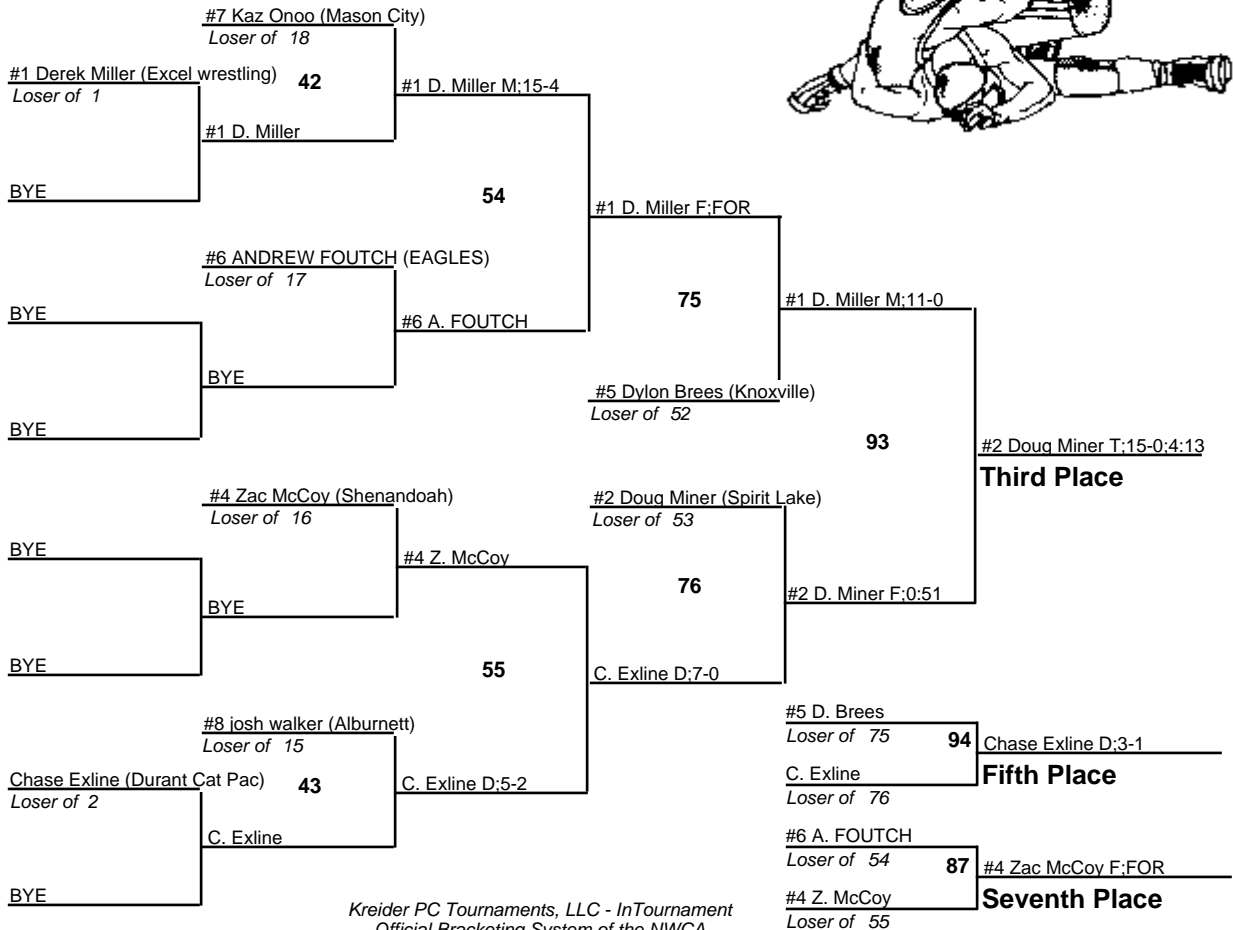 #7 Kaz Onoo (Mason City)
Loser of 18
#1 Derek Miller (Excel wrestling)
Loser of 1
42
#1 D. Miller M;15-4
#1 D. Miller
BYE
54
#1 D. Miller F;FOR
#6 ANDREW FOUTCH (EAGLES)
Loser of 17
75
#1 D. Miller M;11-0
BYE
#6 A. FOUTCH
BYE
#5 Dylon Brees (Knoxville)
Loser of 52
BYE
93
#2 Doug Miner T;15-0;4:13
Third Place
#4 Zac McCoy (Shenandoah)
Loser of 16
#2 Doug Miner (Spirit Lake)
Loser of 53
BYE
#4 Z. McCoy
76
#2 D. Miner F;0:51
BYE
BYE
55
C. Exline D;7-0
#8 josh walker (Alburnett)
Loser of 15
#5 D. Brees
Loser of 75
94
Chase Exline D;3-1
Fifth Place
Chase Exline (Durant Cat Pac)
Loser of 2
43
C. Exline D;5-2
C. Exline
Loser of 76
C. Exline
#6 A. FOUTCH
Loser of 54
87
#4 Zac McCoy F;FOR
Seventh Place
BYE
#4 Z. McCoy
Loser of 55
Kreider PC Tournaments, LLC - InTournament
Official Bracketing System of the NWCA